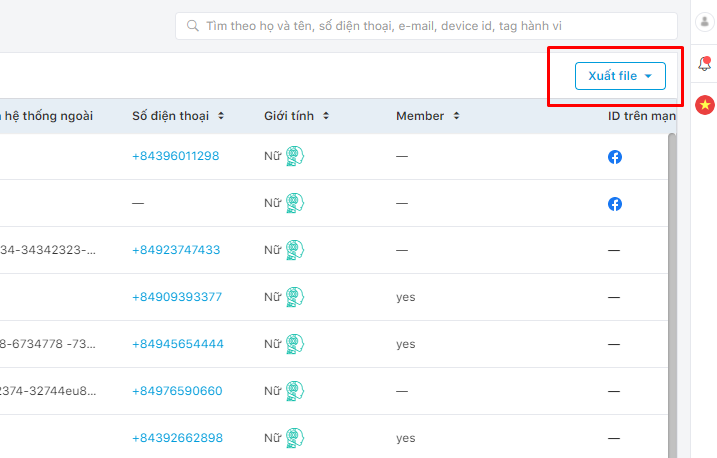 Tìm theo họ và tên, số điện thoại, e-mail, device id, tag hành vi
Xuất file
hệ thống ngoài Số điện thoại Giới tính Member ID trên mạn
+84396011298 Nữ —
— Nữ —
34-34342323-... +84923747433 Nữ — —
+84909393377 Nữ yes —
8-6734778 -73... +84945654444 Nữ yes —
2374-32744eu8... +84976590660 Nữ — —
+84392662898 Nữ yes —